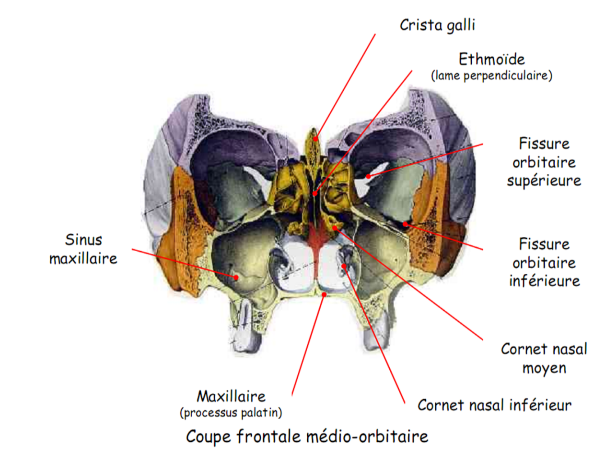 Crista galli
Ethmoïde
(lame perpendiculaire)
Fissure
orbitaire
supérieure
Sinus
maxillaire
Fissure
orbitaire
inférieure
Cornet nasal
moyen
Maxillaire
(processus palatin)
Cornet nasal inférieur
Coupe frontale médio-orbitaire